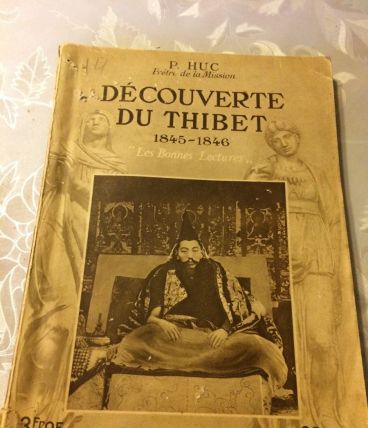 P. HUC
Prêtre de la Mission
DÉCOUVERTE
DU THIBET
1845-1846
"Les Bonnes Lectures"